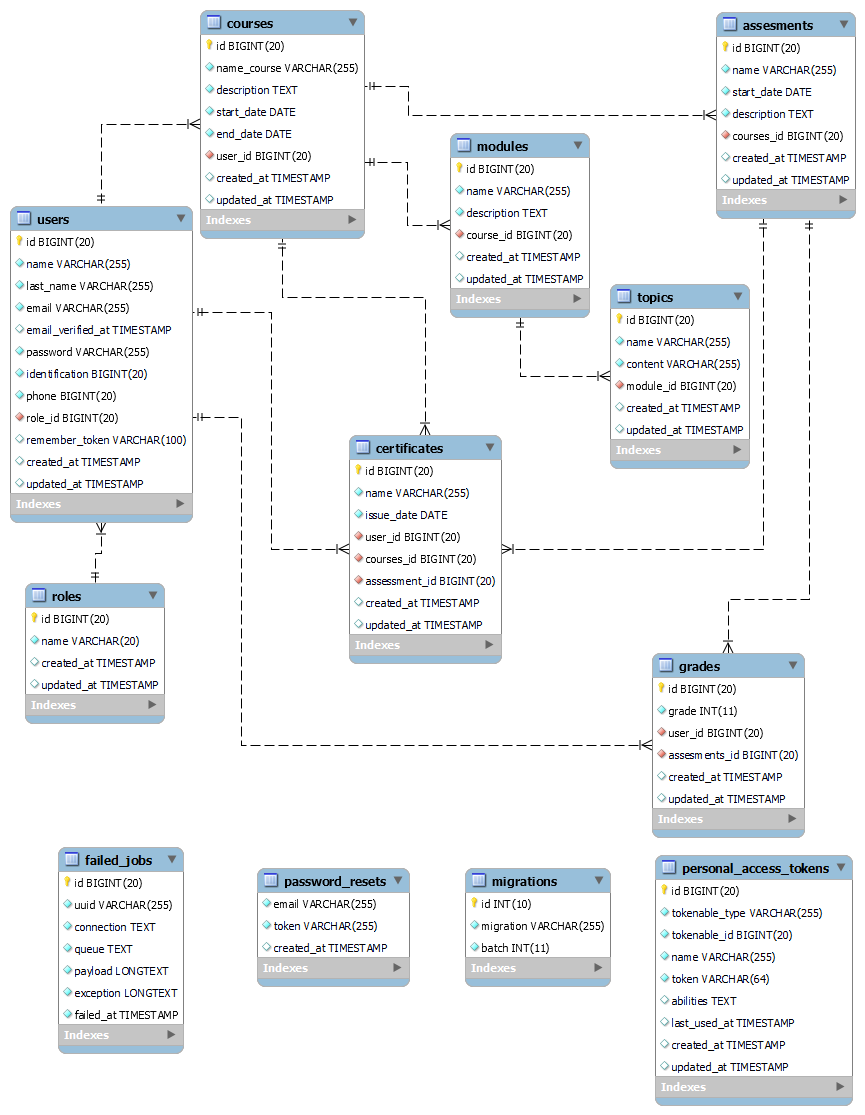 courses
id BIGINT(20)
name_course VARCHAR(255)
description TEXT
start_date DATE
end_date DATE
user_id BIGINT(20)
created_at TIMESTAMP
updated_at TIMESTAMP
Indexes
assesments
id BIGINT(20)
name VARCHAR(255)
start_date DATE
description TEXT
courses_id BIGINT(20)
created_at TIMESTAMP
updated_at TIMESTAMP
Indexes
modules
id BIGINT(20)
name VARCHAR(255)
description TEXT
course_id BIGINT(20)
created_at TIMESTAMP
updated_at TIMESTAMP
Indexes
users
id BIGINT(20)
name VARCHAR(255)
last_name VARCHAR(255)
email VARCHAR(255)
email_verified_at TIMESTAMP
password VARCHAR(255)
identification BIGINT(20)
phone BIGINT(20)
role_id BIGINT(20)
remember_token VARCHAR(100)
created_at TIMESTAMP
updated_at TIMESTAMP
Indexes
topics
id BIGINT(20)
name VARCHAR(255)
content VARCHAR(255)
module_id BIGINT(20)
created_at TIMESTAMP
updated_at TIMESTAMP
Indexes
certificates
id BIGINT(20)
name VARCHAR(255)
issue_date DATE
user_id BIGINT(20)
courses_id BIGINT(20)
assessment_id BIGINT(20)
created_at TIMESTAMP
updated_at TIMESTAMP
Indexes
roles
id BIGINT(20)
name VARCHAR(20)
created_at TIMESTAMP
updated_at TIMESTAMP
Indexes
grades
id BIGINT(20)
grade INT(11)
user_id BIGINT(20)
assesments_id BIGINT(20)
created_at TIMESTAMP
updated_at TIMESTAMP
Indexes
failed_jobs
id BIGINT(20)
uuid VARCHAR(255)
connection TEXT
queue TEXT
payload LONGTEXT
exception LONGTEXT
failed_at TIMESTAMP
Indexes
password_resets
email VARCHAR(255)
token VARCHAR(255)
created_at TIMESTAMP
Indexes
migrations
id INT(10)
migration VARCHAR(255)
batch INT(11)
Indexes
personal_access_tokens
id BIGINT(20)
tokenable_type VARCHAR(255)
tokenable_id BIGINT(20)
name VARCHAR(255)
token VARCHAR(64)
abilities TEXT
last_used_at TIMESTAMP
created_at TIMESTAMP
updated_at TIMESTAMP
Indexes